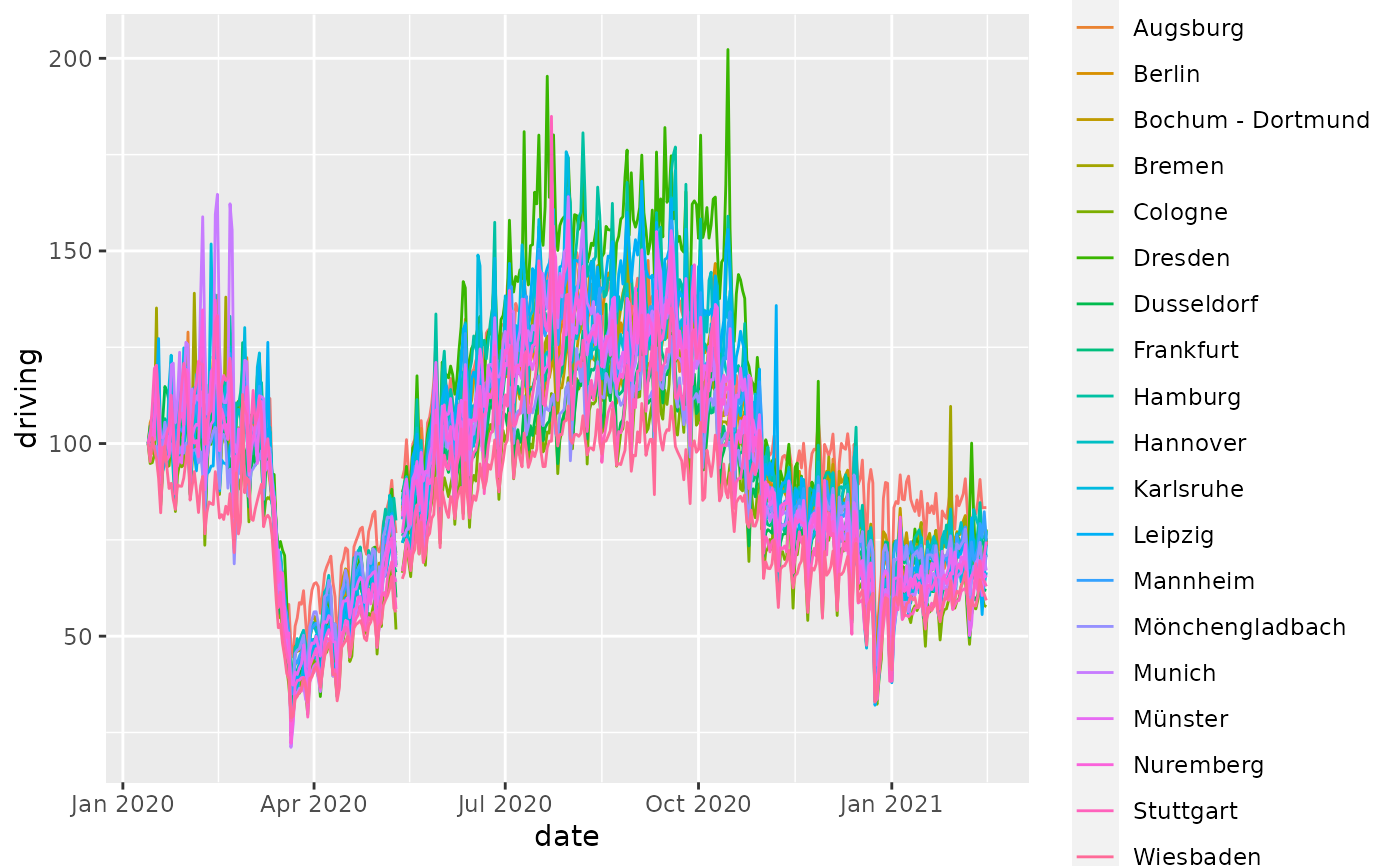 200
150
100
50
driving
Jan 2020
Apr 2020
Jul 2020
Oct 2020
Jan 2021
date
Augsburg
Berlin
Bochum - Dortmund
Bremen
Cologne
Dresden
Dusseldorf
Frankfurt
Hamburg
Hannover
Karlsruhe
Leipzig
Mannheim
Mönchengladbach
Munich
Münster
Nuremberg
Stuttgart
Wiesbaden